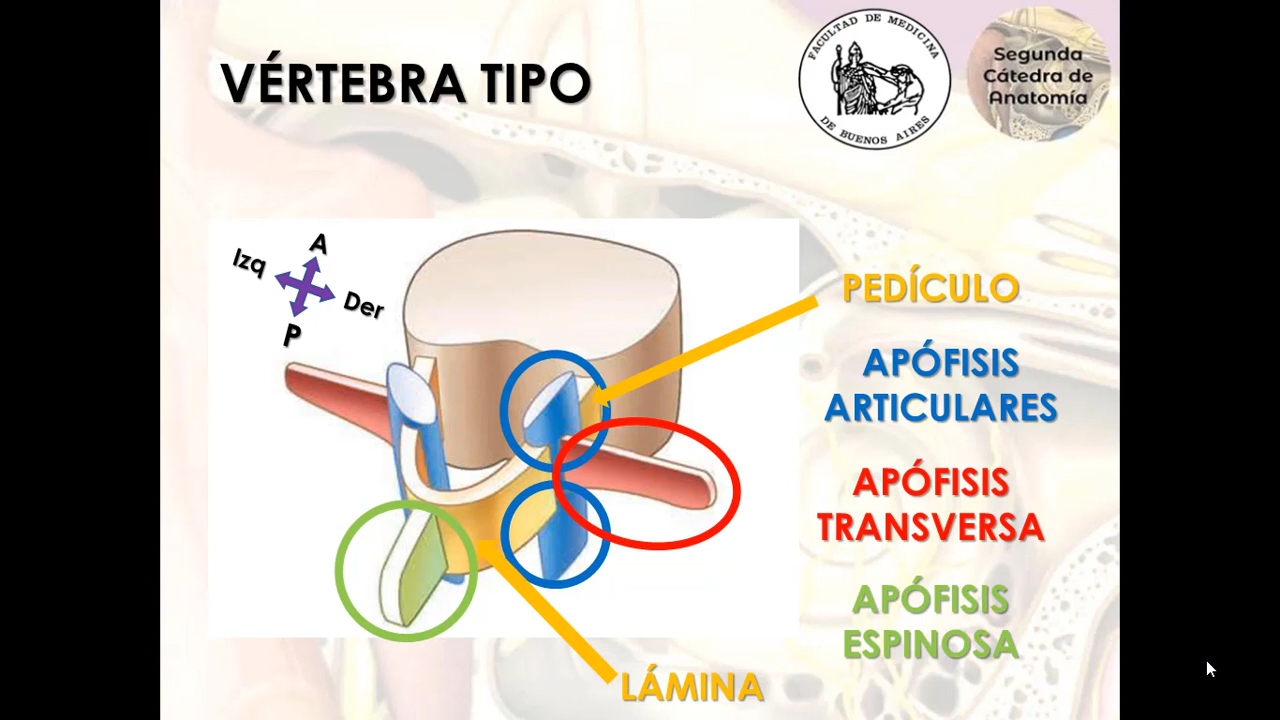 VÉRTEBRA TIPO
FACULTAD DE MEDICINA
DE BUENOS AIRES
Segunda
Cátedra de
Anatomía
A
Izq
Der
P
PEDÍCULO
APÓFISIS
ARTICULARES
APÓFISIS
TRANSVERSA
APÓFISIS
ESPINOSA
LÁMINA